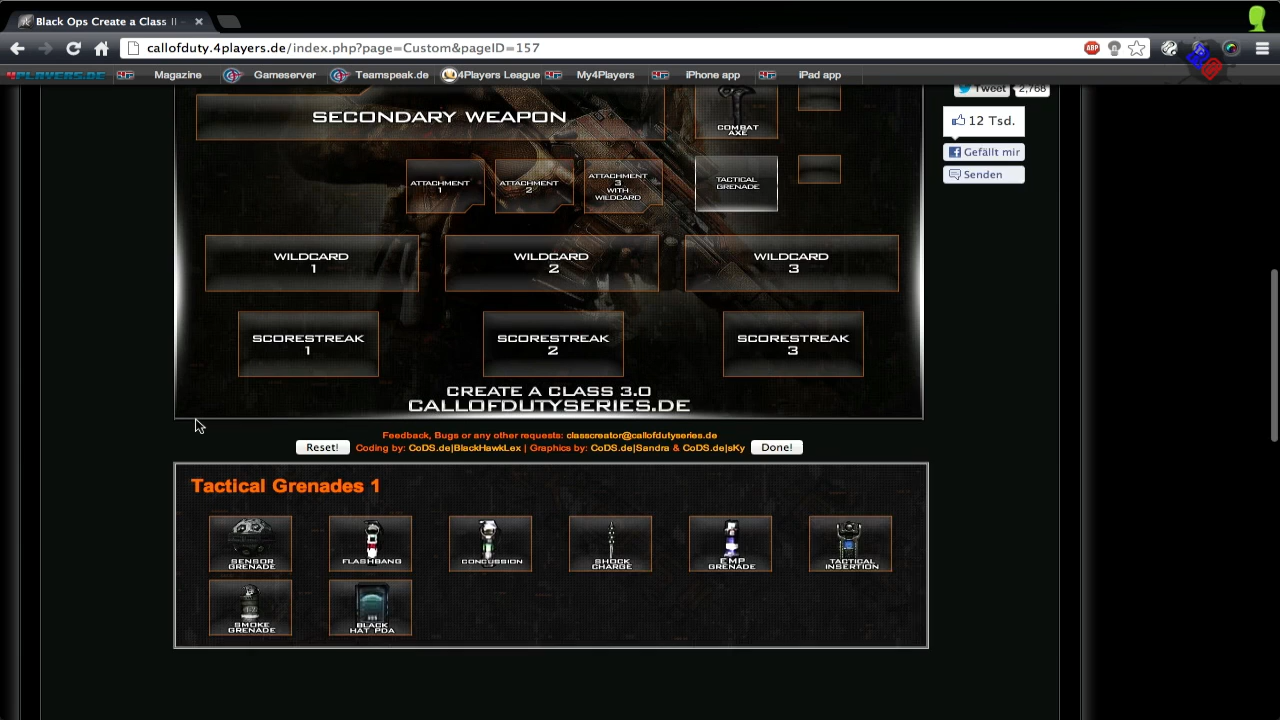 Black Ops Create a Class II
callofduty.4players.de/index.php?page=Custom&pageID=157
ABP
4PLAYERS.DE
Magazine
Gameserver
Teamspeak.de
4Players League
My4Players
iPhone app
iPad app
Tweet
2,768
12 Tsd.
Gefällt mir
Senden
SECONDARY WEAPON
COMBAT
AXE
ATTACHMENT
1
ATTACHMENT
2
ATTACHMENT
3
WITH
WILDCARD
TACTICAL
GRENADE
WILDCARD
1
WILDCARD
2
WILDCARD
3
SCORESTREAK
1
SCORESTREAK
2
SCORESTREAK
3
CREATE A CLASS 3.0
CALLOFDUTYSERIES.DE
Feedback, Bugs or any other requests: classcreator@callofdutyseries.de
Reset!
Coding by: CoDS.de|BlackHawkLex | Graphics by: CoDS.de|Sandra & CoDS.de|sKy
Done!
Tactical Grenades 1
SENSOR
GRENADE
FLASHBANG
CONCUSSION
SHOCK
CHARGE
EMP
GRENADE
TACTICAL
INSERTION
SMOKE
GRENADE
BLACK
HAT PDA